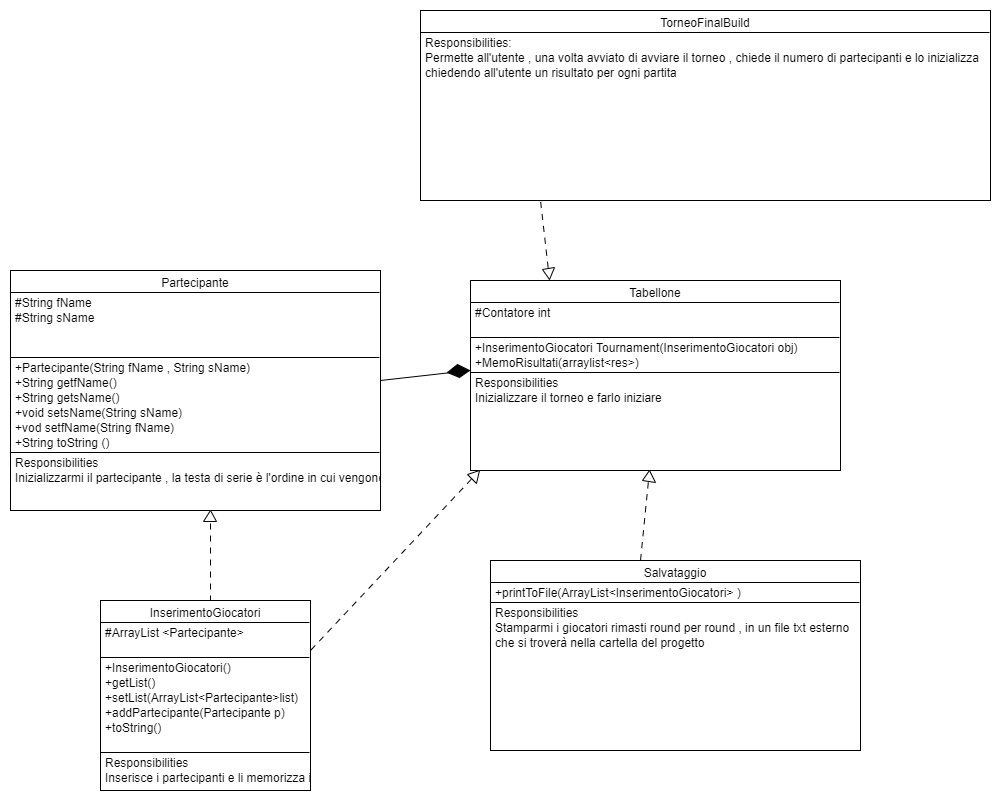 TorneoFinalBuild
Responsibilities:
Permette all'utente , una volta avviato di avviare il torneo , chiede il numero di partecipanti e lo inizializza
chiedendo all'utente un risultato per ogni partita
Partecipante
#String fName
#String sName
+Partecipante(String fName , String sName)
+String getfName()
+String getsName()
+void setsName(String sName)
+vod setfName(String fName)
+String toString ()
Responsibilities
Inizializzarmi il partecipante , la testa di serie è l'ordine in cui vengono
Tabellone
#Contatore int
+InserimentoGiocatori Tournament(InserimentoGiocatori obj)
+MemoRisultati(arraylist<res>)
Responsibilities
Inizializzare il torneo e farlo iniziare
InserimentoGiocatori
#ArrayList <Partecipante>
+InserimentoGiocatori()
+getList()
+setList(ArrayList<Partecipante>list)
+addPartecipante(Partecipante p)
+toString()
Responsibilities
Inserisce i partecipanti e li memorizza i
Salvataggio
+printToFile(ArrayList<InserimentoGiocatori> )
Responsibilities
Stamparmi i giocatori rimasti round per round , in un file txt esterno
che si troverà nella cartella del progetto